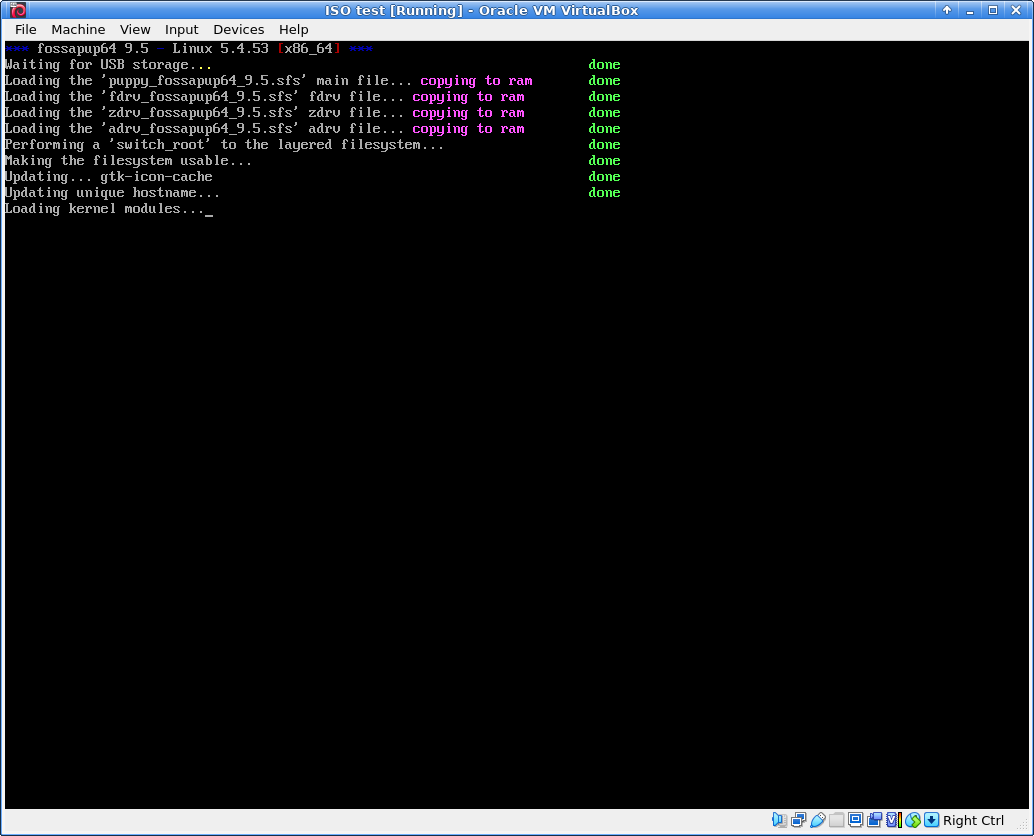 ISO test [Running] - Oracle VM VirtualBox
File Machine View Input Devices Help
*** fossapup64 9.5 - Linux 5.4.53 [x86_64] ***
Waiting for USB storage... done
Loading the 'puppy_fossapup64_9.5.sfs' main file... copying to ram done
Loading the 'fdrv_fossapup64_9.5.sfs' fdrv file... copying to ram done
Loading the 'zdrv_fossapup64_9.5.sfs' zdrv file... copying to ram done
Loading the 'adrv_fossapup64_9.5.sfs' adrv file... copying to ram done
Performing a 'switch_root' to the layered filesystem... done
Making the filesystem usable... done
Updating... gtk-icon-cache done
Updating unique hostname... done
Loading kernel modules..._
Right Ctrl